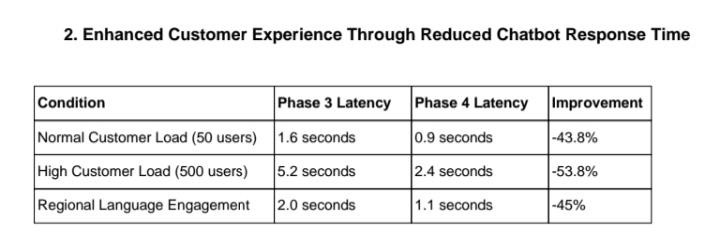 2. Enhanced Customer Experience Through Reduced Chatbot Response Time
Condition Phase 3 Latency Phase 4 Latency Improvement
Normal Customer Load (50 users) 1.6 seconds 0.9 seconds -43.8%
High Customer Load (500 users) 5.2 seconds 2.4 seconds -53.8%
Regional Language Engagement 2.0 seconds 1.1 seconds -45%